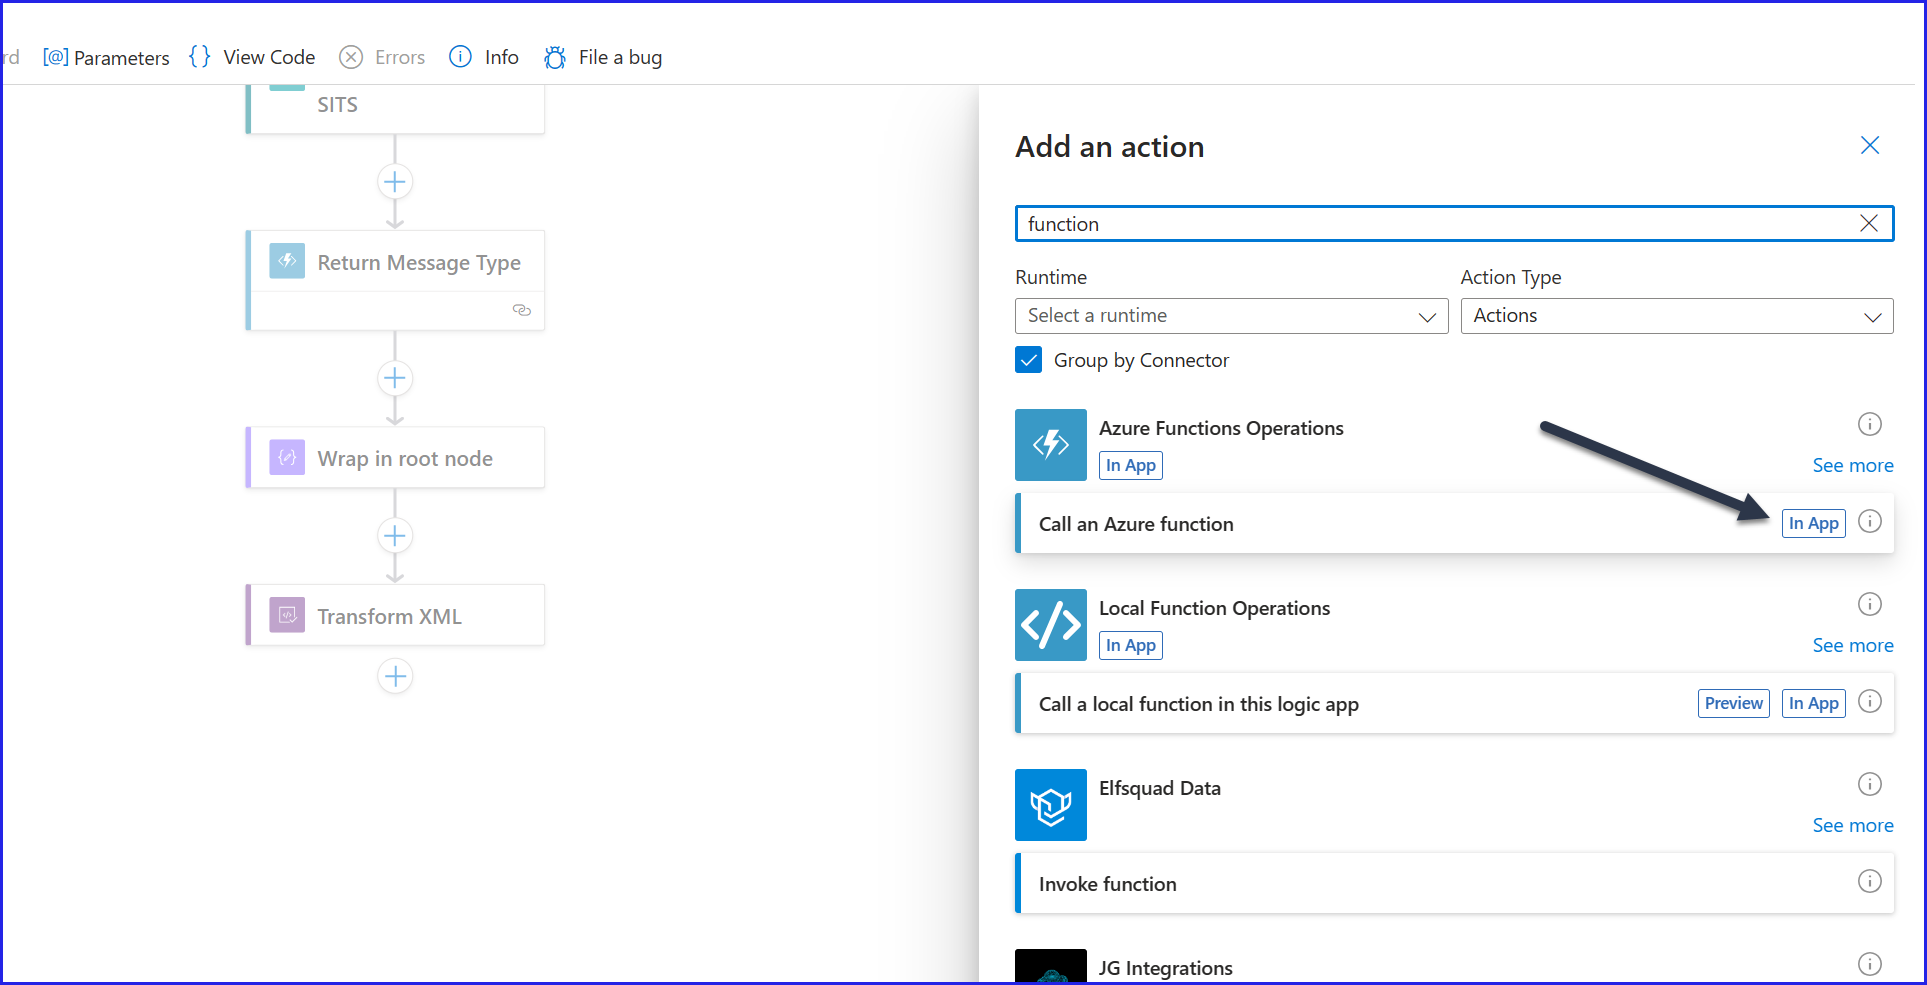 rd [@] Parameters {} View Code Errors Info File a bug
SITS
Return Message Type
Wrap in root node
Transform XML
Add an action
function
Runtime
Action Type
Select a runtime
Actions
Group by Connector
Azure Functions Operations
In App
See more
Call an Azure function In App
Local Function Operations
In App
See more
Call a local function in this logic app Preview In App
Elfsquad Data
See more
Invoke function
JG Integrations